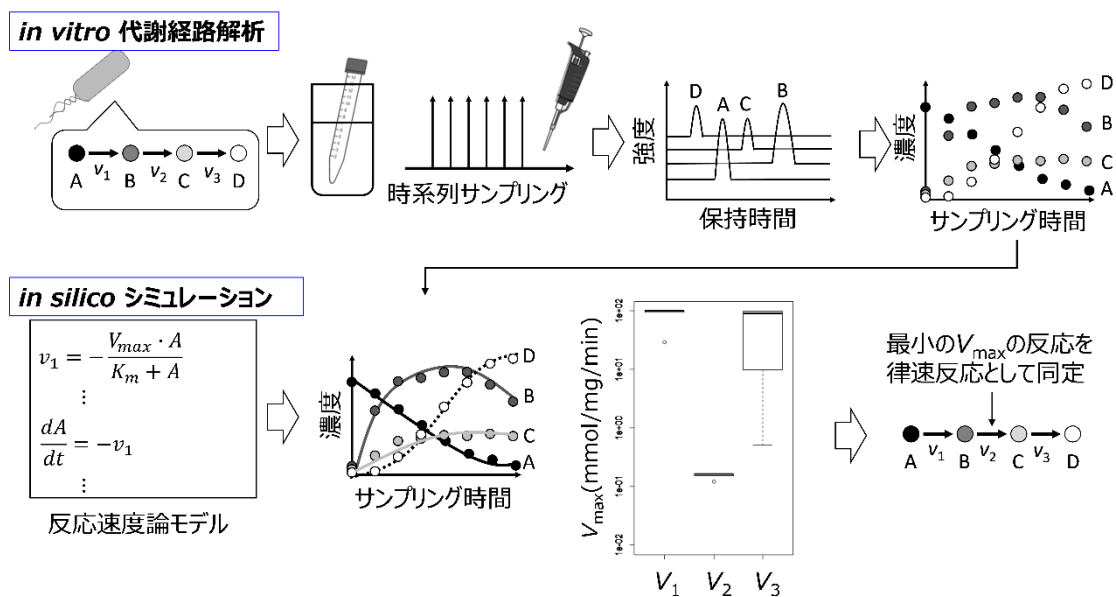 in vitro 代謝経路解析
A v₁ B v₂ C v₃ D
時系列サンプリング
強度
D A C B
保持時間
濃度
D
B
C
A
サンプリング時間
in silico シミュレーション
v₁ = − Vmax · A / Km + A
⋮
dA/dt = −v₁
⋮
反応速度論モデル
濃度
D
B
C
A
サンプリング時間
Vmax(mmol/mg/min)
1e+02
1e+01
1e+00
1e+01
1e+02
V₁ V₂ V₃
最小のVmaxの反応を
律速反応として同定
A v₁ B v₂ C v₃ D